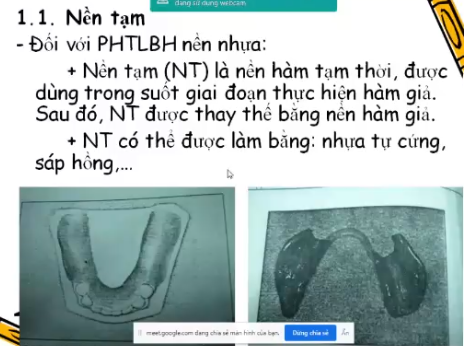 đang sử dụng webcam.
1.1. Nền tạm
- Đối với PHTLBH nền nhựa:
+ Nền tạm (NT) là nền hàm tạm thời, được
dùng trong suốt giai đoạn thực hiện hàm giả.
Sau đó, NT được thay thế bằng nền hàm giả.
+ NT có thể được làm bằng: nhựa tự cứng,
sáp hồng,...
meet.google.com đang chia sẻ màn hình của bạn. Dừng chia sẻ Ẩn